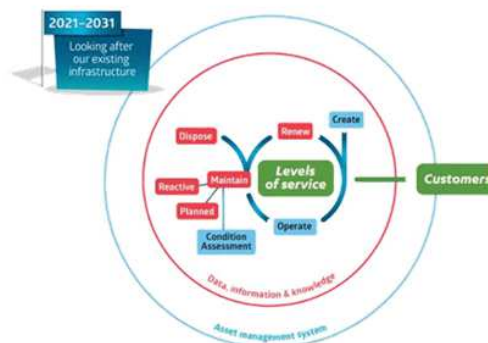 2021-2031
Looking after
our existing
infrastructure
Create
Dispose
Renew
Levels
of service
Maintain
Customers
Reactive
Planned
Operate
Condition
Assessment
Data, information & knowledge
Asset management system